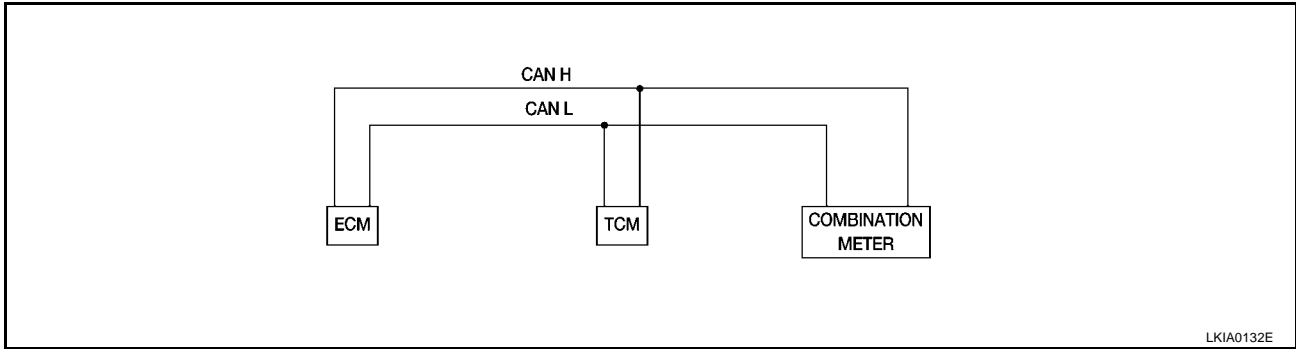 CAN H
CAN L
ECM
TCM
COMBINATION
METER
LKIA0132E